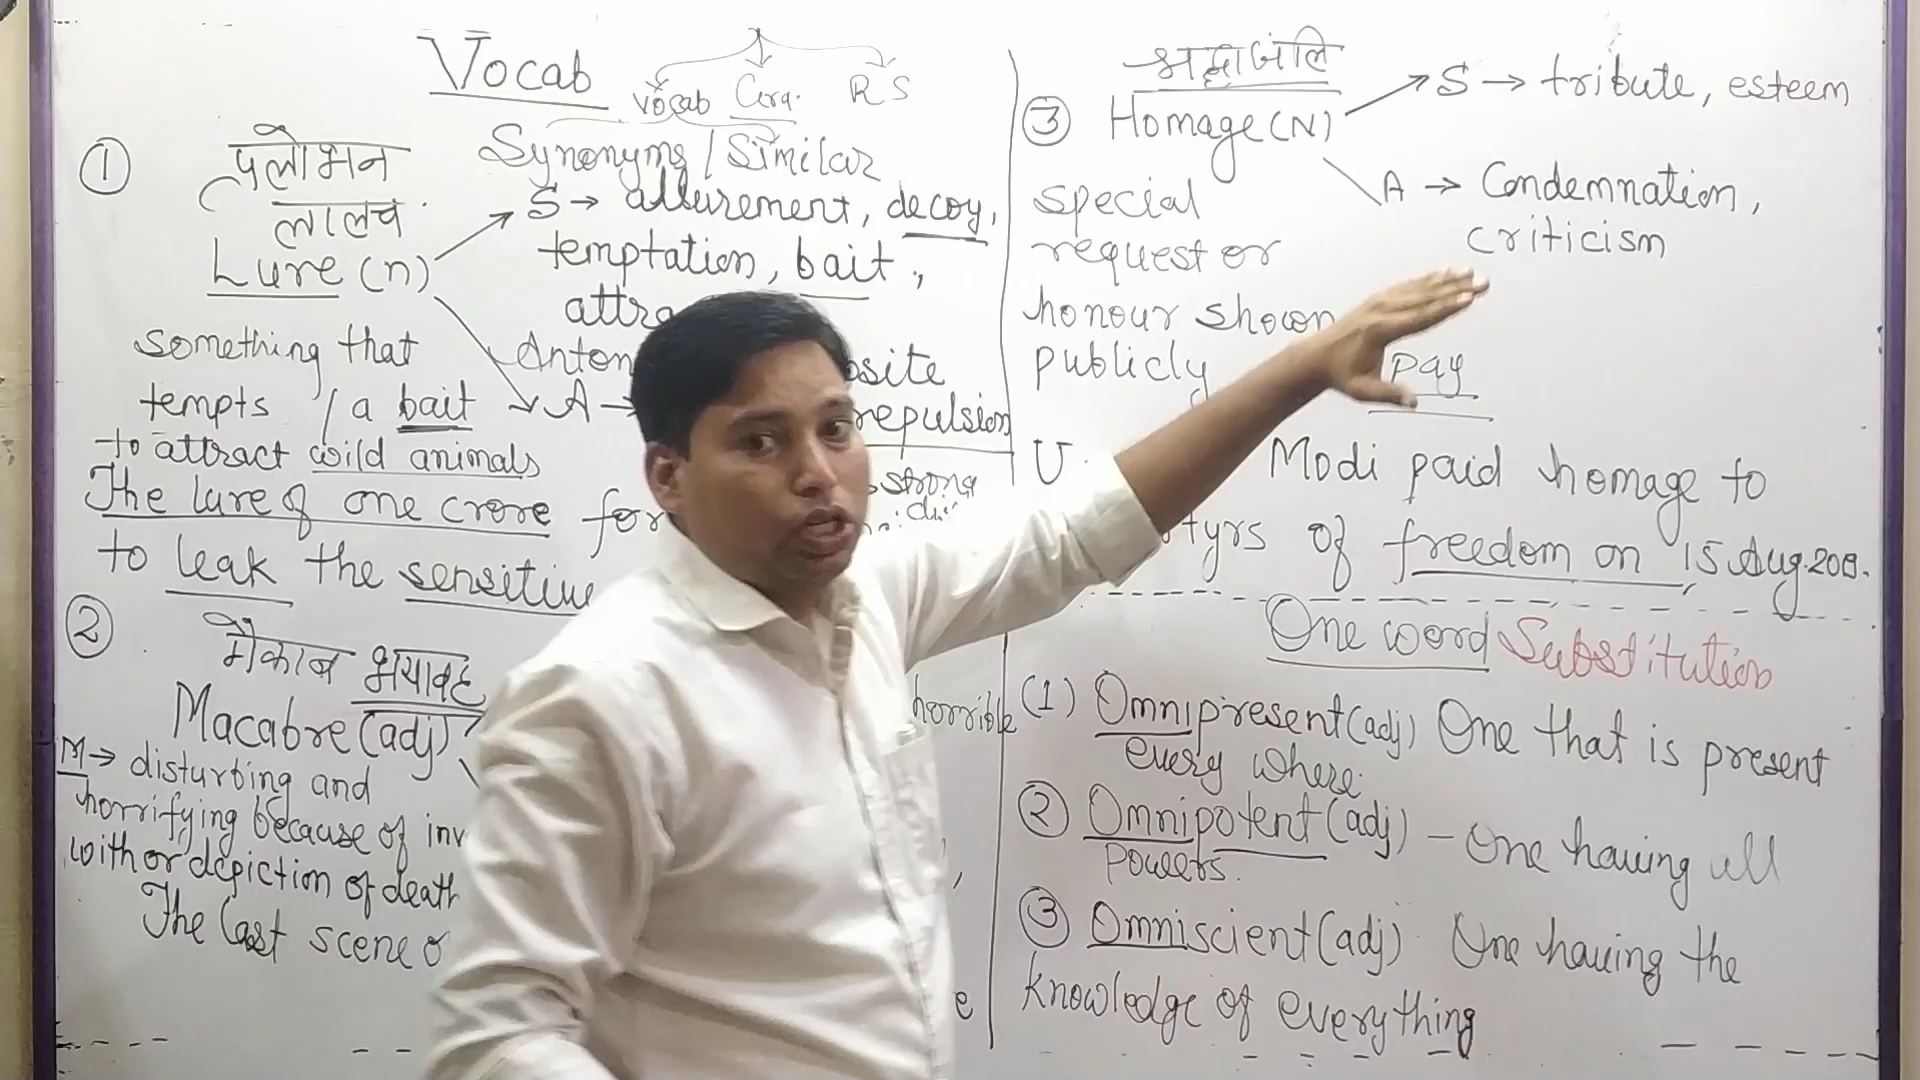 Vocab
vocab Gra. RS
Synonyms / Similar
① प्रलोभन
लालच
Lure (n) S → allurement, decoy,
temptation, bait,
something that
tempts / a bait
to attract wild animals
A →
repulsion
strong
The lure of one crore
to leak the sensitive
② मैकाब्र भयावह
Macabre (adj)
horrible
M → disturbing and
horrifying because of
with or depiction of death
The last scene
श्रद्धांजलि
③ Homage (N) S → tribute, esteem
A → Condemnation,
criticism
special
request or
honour shown
publicly
pay
U
Modi paid homage to
of freedom on 15 Aug.
One word Substitution
(1) Omnipresent (adj) One that is present
every where.
② Omnipotent (adj) – One having all
Powers.
③ Omniscient (adj) One having the
knowledge of everything